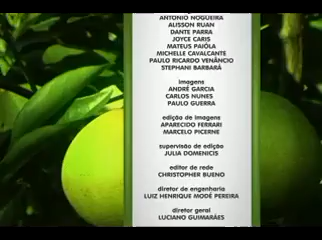 ANTONIO NOGUEIRA
ALISSON RUAN
DANTE PARRA
JOYCE CARIS
MATEUS PAIÓLA
MICHELLE CAVALCANTE
PAULO RICARDO VENÂNCIO
STEPHANI BARBARÁ
imagens
ANDRÉ GARCIA
CARLOS NUNES
PAULO GUERRA
edição de imagens
APARECIDO FERRARI
MARCELO PICERNE
supervisão de edição
JULIA DOMENICIS
editor de rede
CHRISTOPHER BUENO
diretor de engenharia
LUIZ HENRIQUE MODÉ PEREIRA
diretor geral
LUCIANO GUIMARÃES